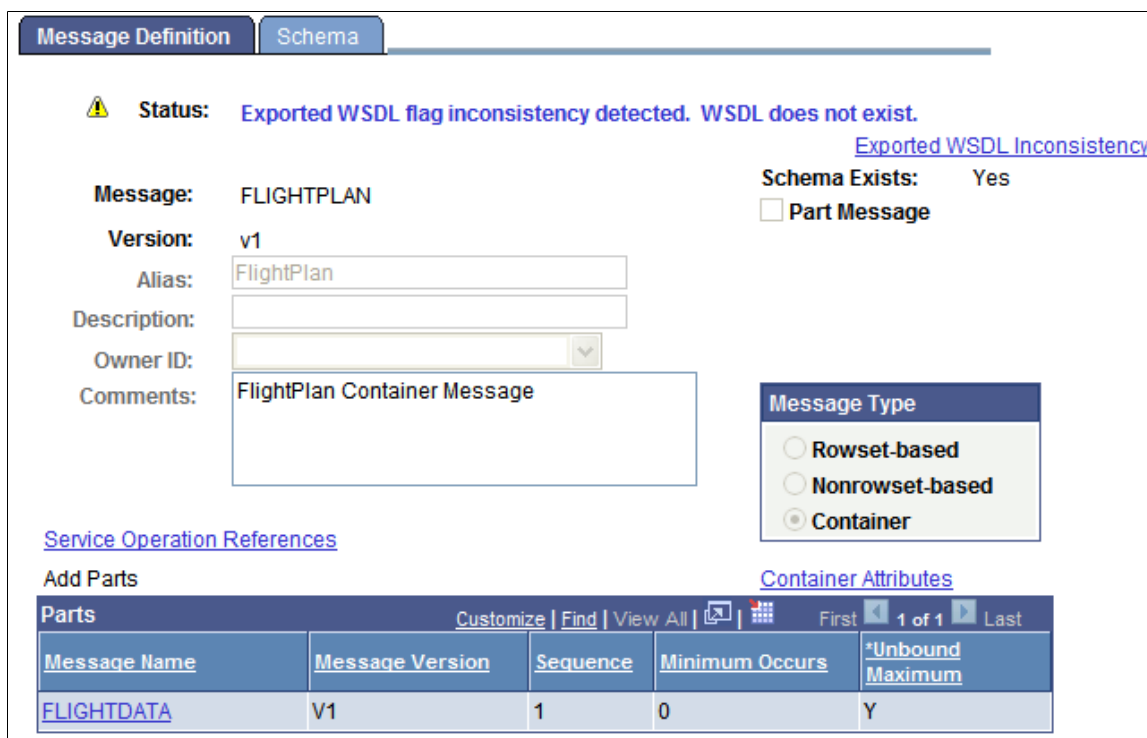 Message Definition Schema
Status: Exported WSDL flag inconsistency detected. WSDL does not exist.
Exported WSDL Inconsistency
Schema Exists: Yes
Message: FLIGHTPLAN
Part Message
Version: v1
Alias: FlightPlan
Description:
Owner ID:
Comments: FlightPlan Container Message
Message Type
Rowset-based
Nonrowset-based
Container
Service Operation References
Add Parts
Container Attributes
Parts Customize | Find | View All | | First 1 of 1 Last
Message Name Message Version Sequence Minimum Occurs *Unbound Maximum
FLIGHTDATA V1 1 0 Y